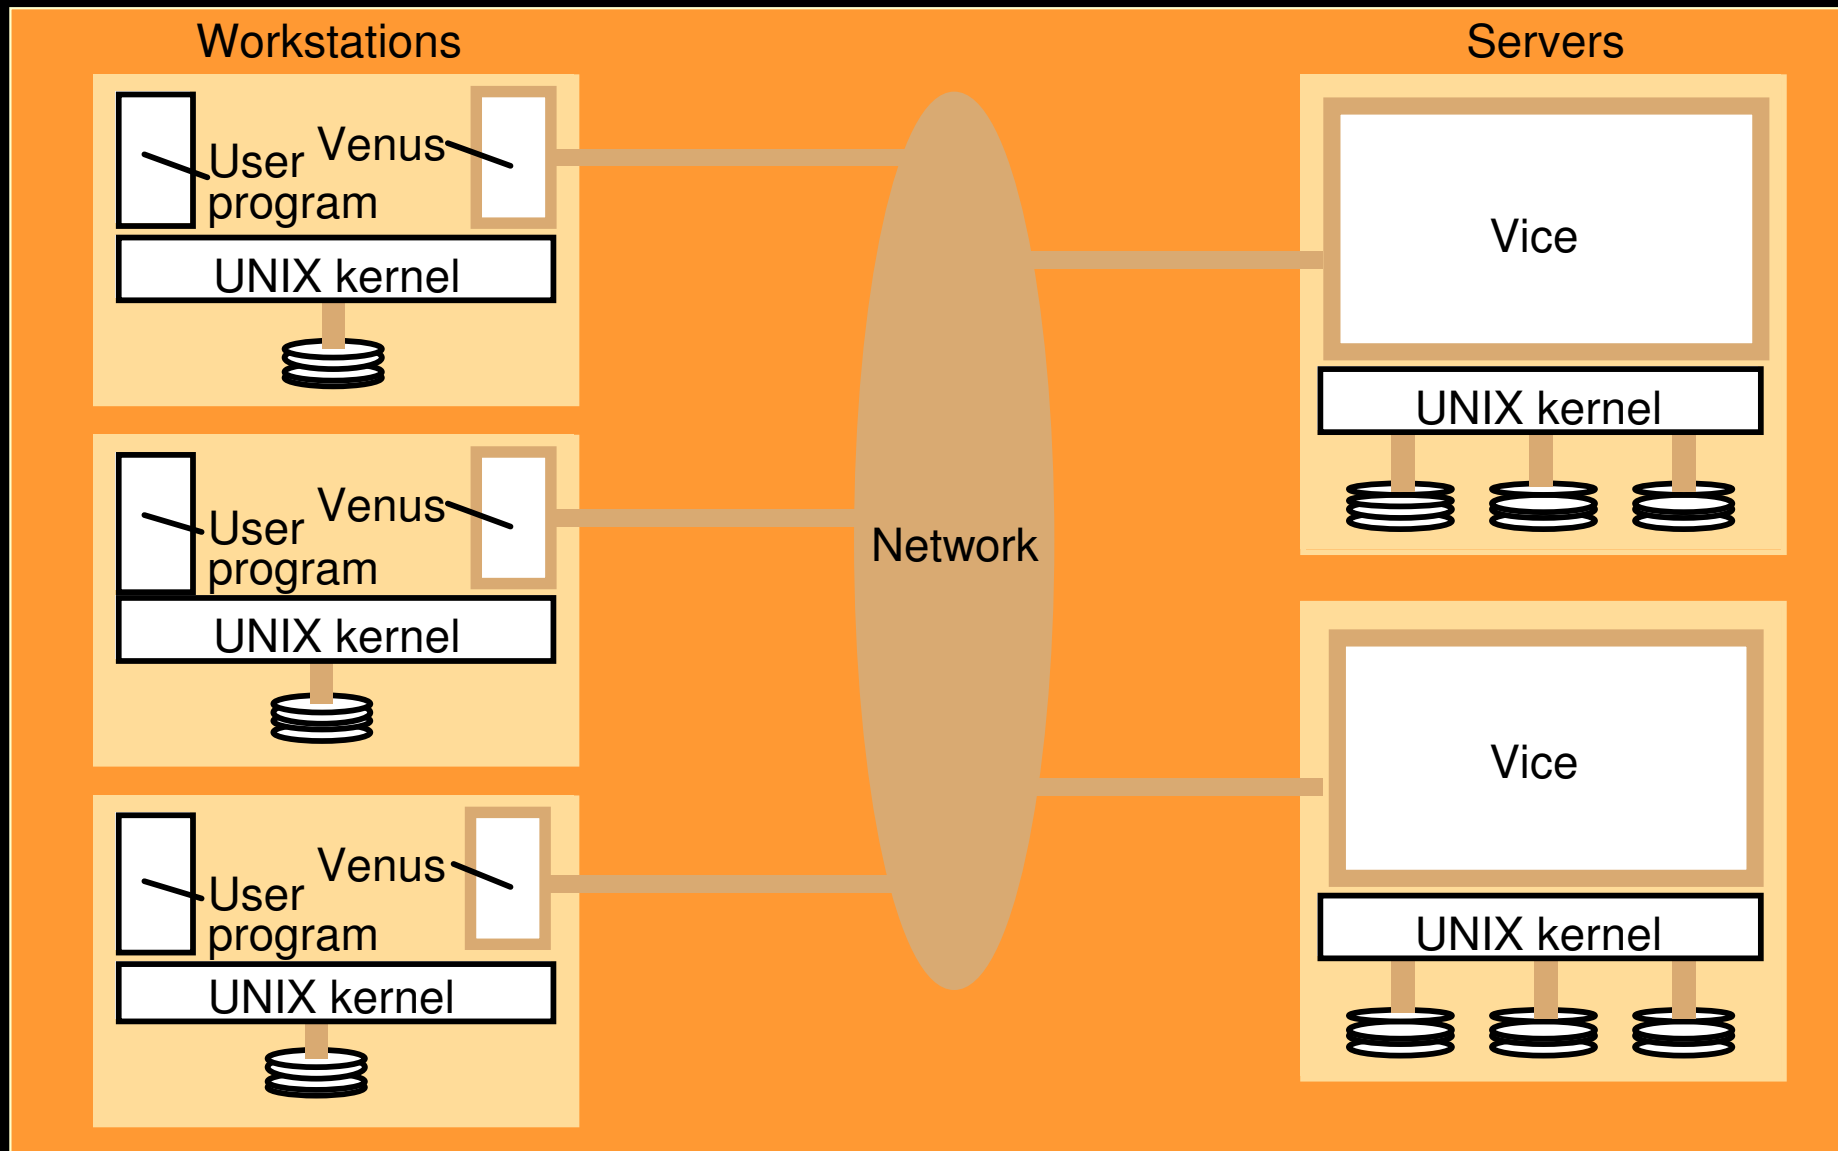 Workstations
Servers
User
program
Venus
UNIX kernel
User
program
Venus
UNIX kernel
User
program
Venus
UNIX kernel
Network
Vice
UNIX kernel
Vice
UNIX kernel